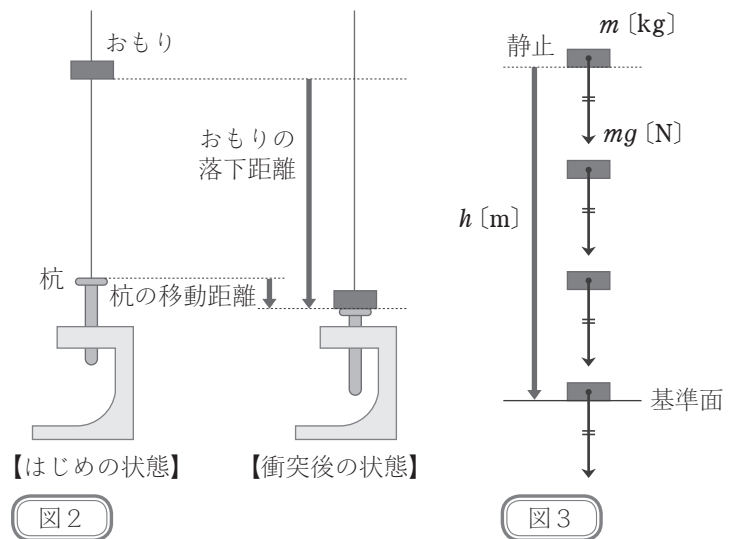 おもり
おもりの
落下距離
杭
杭の移動距離
【はじめの状態】
【衝突後の状態】
図2
m〔kg〕
静止
mg〔N〕
h〔m〕
基準面
図3